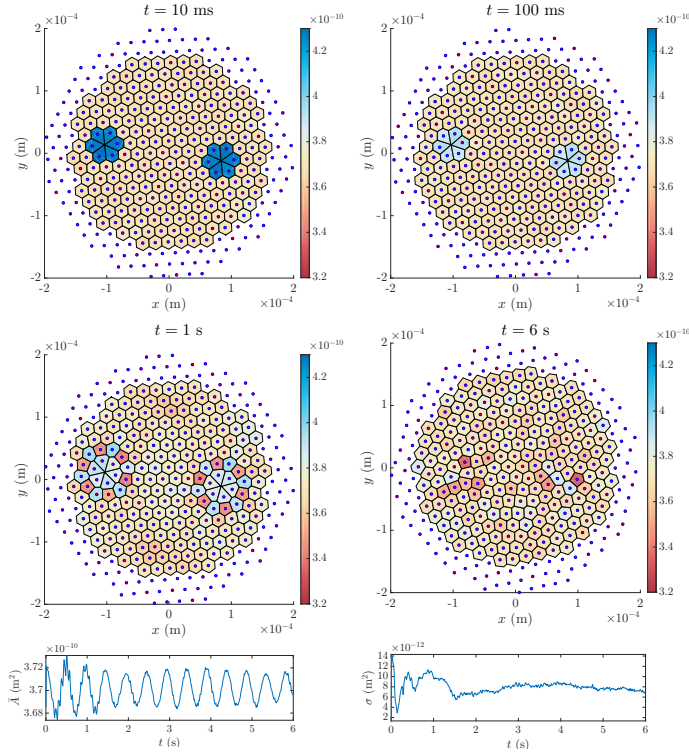 t = 10 ms
t = 100 ms
×10⁻⁴
×10⁻¹⁰
×10⁻⁴
×10⁻¹⁰
2
1
0
-1
-2
y (m)
4.2
4
3.8
3.6
3.4
3.2
2
1
0
-1
-2
y (m)
4.2
4
3.8
3.6
3.4
3.2
-2 -1 0 1 2
-2 -1 0 1 2
x (m) ×10⁻⁴
x (m) ×10⁻⁴
t = 1 s
t = 6 s
×10⁻⁴
×10⁻¹⁰
×10⁻⁴
×10⁻¹⁰
2
1
0
-1
-2
y (m)
4.2
4
3.8
3.6
3.4
3.2
2
1
0
-1
-2
y (m)
4.2
4
3.8
3.6
3.4
3.2
-2 -1 0 1 2
-2 -1 0 1 2
x (m) ×10⁻⁴
x (m) ×10⁻⁴
×10⁻¹⁰
×10⁻¹²
Ā (m²)
3.72
3.7
3.68
σ (m²)
14
12
10
8
6
4
2
0 1 2 3 4 5 6
0 1 2 3 4 5 6
t (s)
t (s)